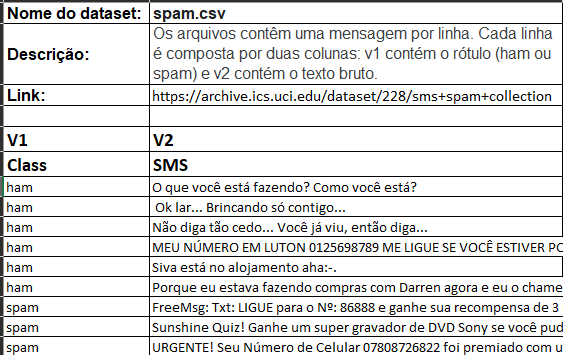 Nome do dataset: spam.csv
Os arquivos contêm uma mensagem por linha. Cada linha
Descrição: é composta por duas colunas: v1 contém o rótulo (ham ou
spam) e v2 contém o texto bruto.
Link: https://archive.ics.uci.edu/dataset/228/sms+spam+collection
V1 V2
Class SMS
ham O que você está fazendo? Como você está?
ham Ok lar... Brincando só contigo...
ham Não diga tão cedo... Você já viu, então diga...
ham MEU NÚMERO EM LUTON 0125698789 ME LIGUE SE VOCÊ ESTIVER
ham Siva está no alojamento aha:-.
ham Porque eu estava fazendo compras com Darren agora e eu o chame
spam FreeMsg: Txt: LIGUE para o Nº: 86888 e ganhe sua recompensa de 3
spam Sunshine Quiz! Ganhe um super gravador de DVD Sony se você pud
spam URGENTE! Seu Número de Celular 07808726822 foi premiado com